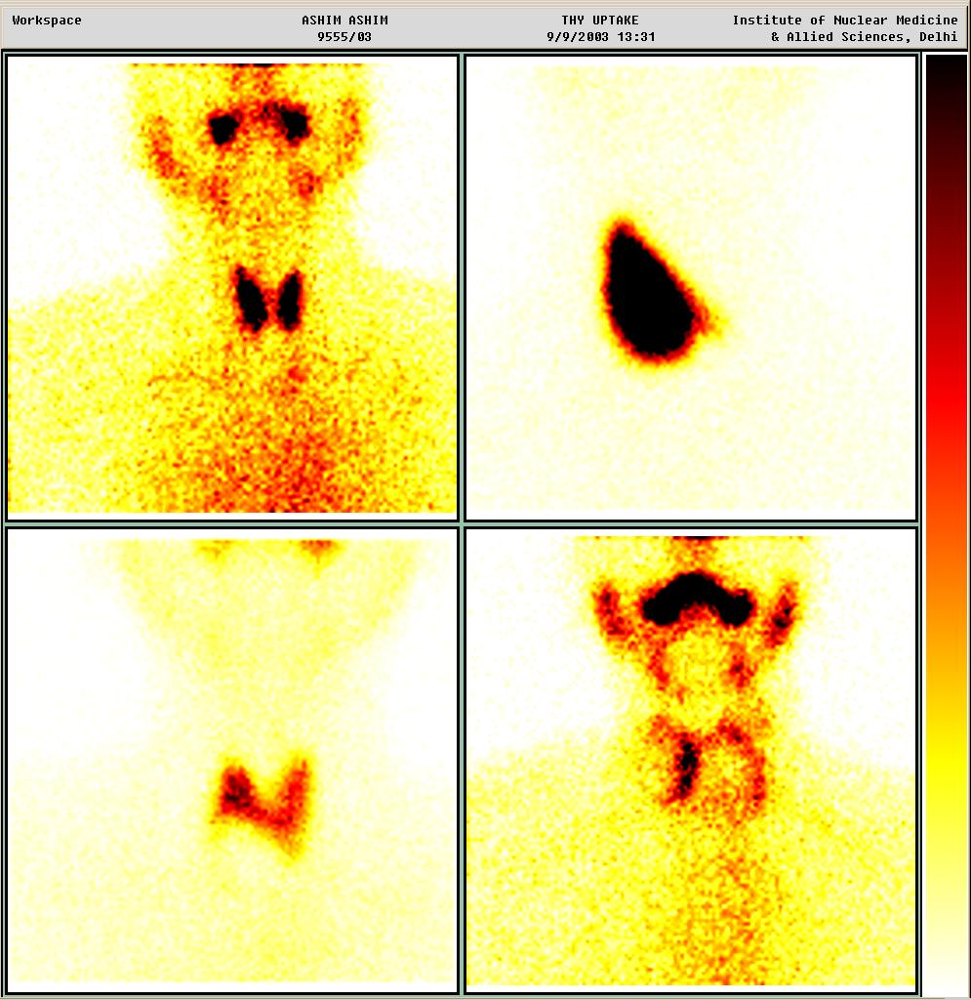 Workspace
ASHIM ASHIM
9555/03
THY UPTAKE
9/9/2003 13:31
Institute of Nuclear Medicine
& Allied Sciences, Delhi